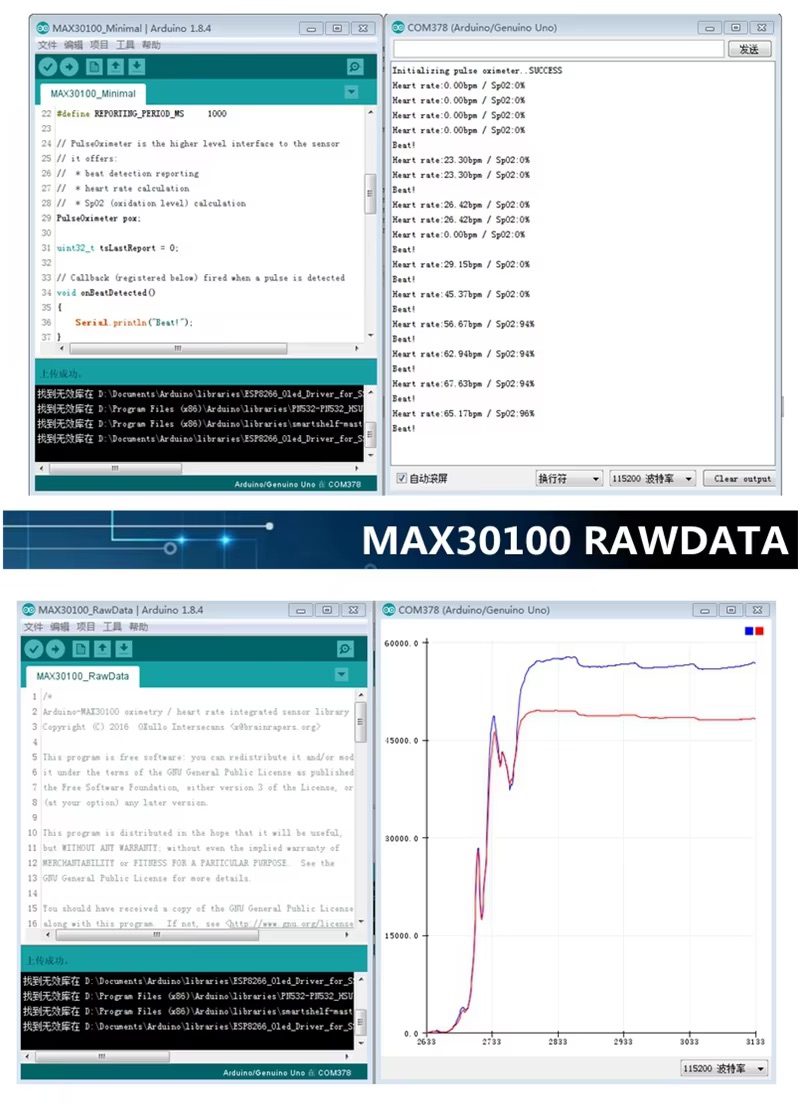 MAX30100_Minimal | Arduino 1.8.4
文件 编辑 项目 工具 帮助
MAX30100_Minimal
22 #define REPORTING_PERIOD_MS 1000
23
24 // PulseOximeter is the higher level interface to the sensor
25 // it offers:
26 // * beat detection reporting
27 // * heart rate calculation
28 // * SpO2 (oxidation level) calculation
29 PulseOximeter pox;
30
31 uint32_t tsLastReport = 0;
32
33 // Callback (registered below) fired when a pulse is detected
34 void onBeatDetected()
35 {
36 Serial.println("Beat!");
37 }
上传成功。
找到无效库在 D:\Documents\Arduino\libraries\ESP8266_Oled_Driver_for_S
找到无效库在 D:\Program Files (x86)\Arduino\libraries\PN532-PN532_HSU
找到无效库在 D:\Program Files (x86)\Arduino\libraries\smartshelf-mast
找到无效库在 D:\Documents\Arduino\libraries\ESP8266_Oled_Driver_for_S
Arduino/Genuino Uno 在 COM378
COM378 (Arduino/Genuino Uno)
发送
Initializing pulse oximeter..SUCCESS
Heart rate:0.00bpm / SpO2:0%
Heart rate:0.00bpm / SpO2:0%
Heart rate:0.00bpm / SpO2:0%
Heart rate:0.00bpm / SpO2:0%
Beat!
Heart rate:23.30bpm / SpO2:0%
Heart rate:23.30bpm / SpO2:0%
Beat!
Heart rate:26.42bpm / SpO2:0%
Heart rate:26.42bpm / SpO2:0%
Heart rate:0.00bpm / SpO2:0%
Beat!
Heart rate:29.15bpm / SpO2:0%
Beat!
Heart rate:45.37bpm / SpO2:0%
Beat!
Heart rate:56.67bpm / SpO2:94%
Beat!
Heart rate:62.94bpm / SpO2:94%
Beat!
Heart rate:67.63bpm / SpO2:94%
Beat!
Heart rate:65.17bpm / SpO2:96%
Beat!
自动滚屏 换行符 115200 波特率 Clear output
MAX30100 RAWDATA
MAX30100_RawData | Arduino 1.8.4
文件 编辑 项目 工具 帮助
MAX30100_RawData
1 /*
2 Arduino-MAX30100 oximetry / heart rate integrated sensor library
3 Copyright (C) 2016 OXullo Intersecans <x@brainrapers.org>
4
5 This program is free software: you can redistribute it and/or mod
6 it under the terms of the GNU General Public License as published
7 the Free Software Foundation, either version 3 of the License, or
8 (at your option) any later version.
9
10 This program is distributed in the hope that it will be useful,
11 but WITHOUT ANY WARRANTY; without even the implied warranty of
12 MERCHANTABILITY or FITNESS FOR A PARTICULAR PURPOSE. See the
13 GNU General Public License for more details.
14
15 You should have received a copy of the GNU General Public License
16 along with this program. If not, see <http://www.gnu.org/license
上传成功。
找到无效库在 D:\Documents\Arduino\libraries\ESP8266_Oled_Driver_for_S
找到无效库在 D:\Program Files (x86)\Arduino\libraries\PN532-PN532_HSU
找到无效库在 D:\Program Files (x86)\Arduino\libraries\smartshelf-mast
找到无效库在 D:\Documents\Arduino\libraries\ESP8266_Oled_Driver_for_S
Arduino/Genuino Uno 在 COM378
COM378 (Arduino/Genuino Uno)
60000.0
45000.0
30000.0
15000.0
0.0
2633 2733 2833 2933 3033 3133
115200 波特率